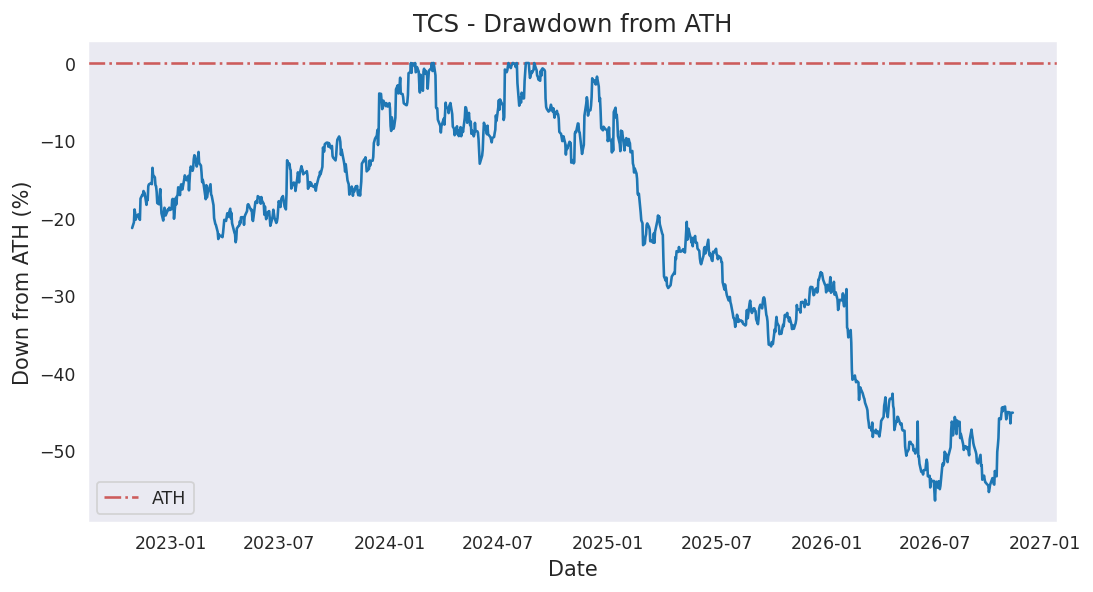 TCS - Drawdown from ATH
Down from ATH (%)
0
−10
−20
−30
−40
−50
ATH
2023-01 2023-07 2024-01 2024-07 2025-01 2025-07 2026-01 2026-07 2027-01
Date